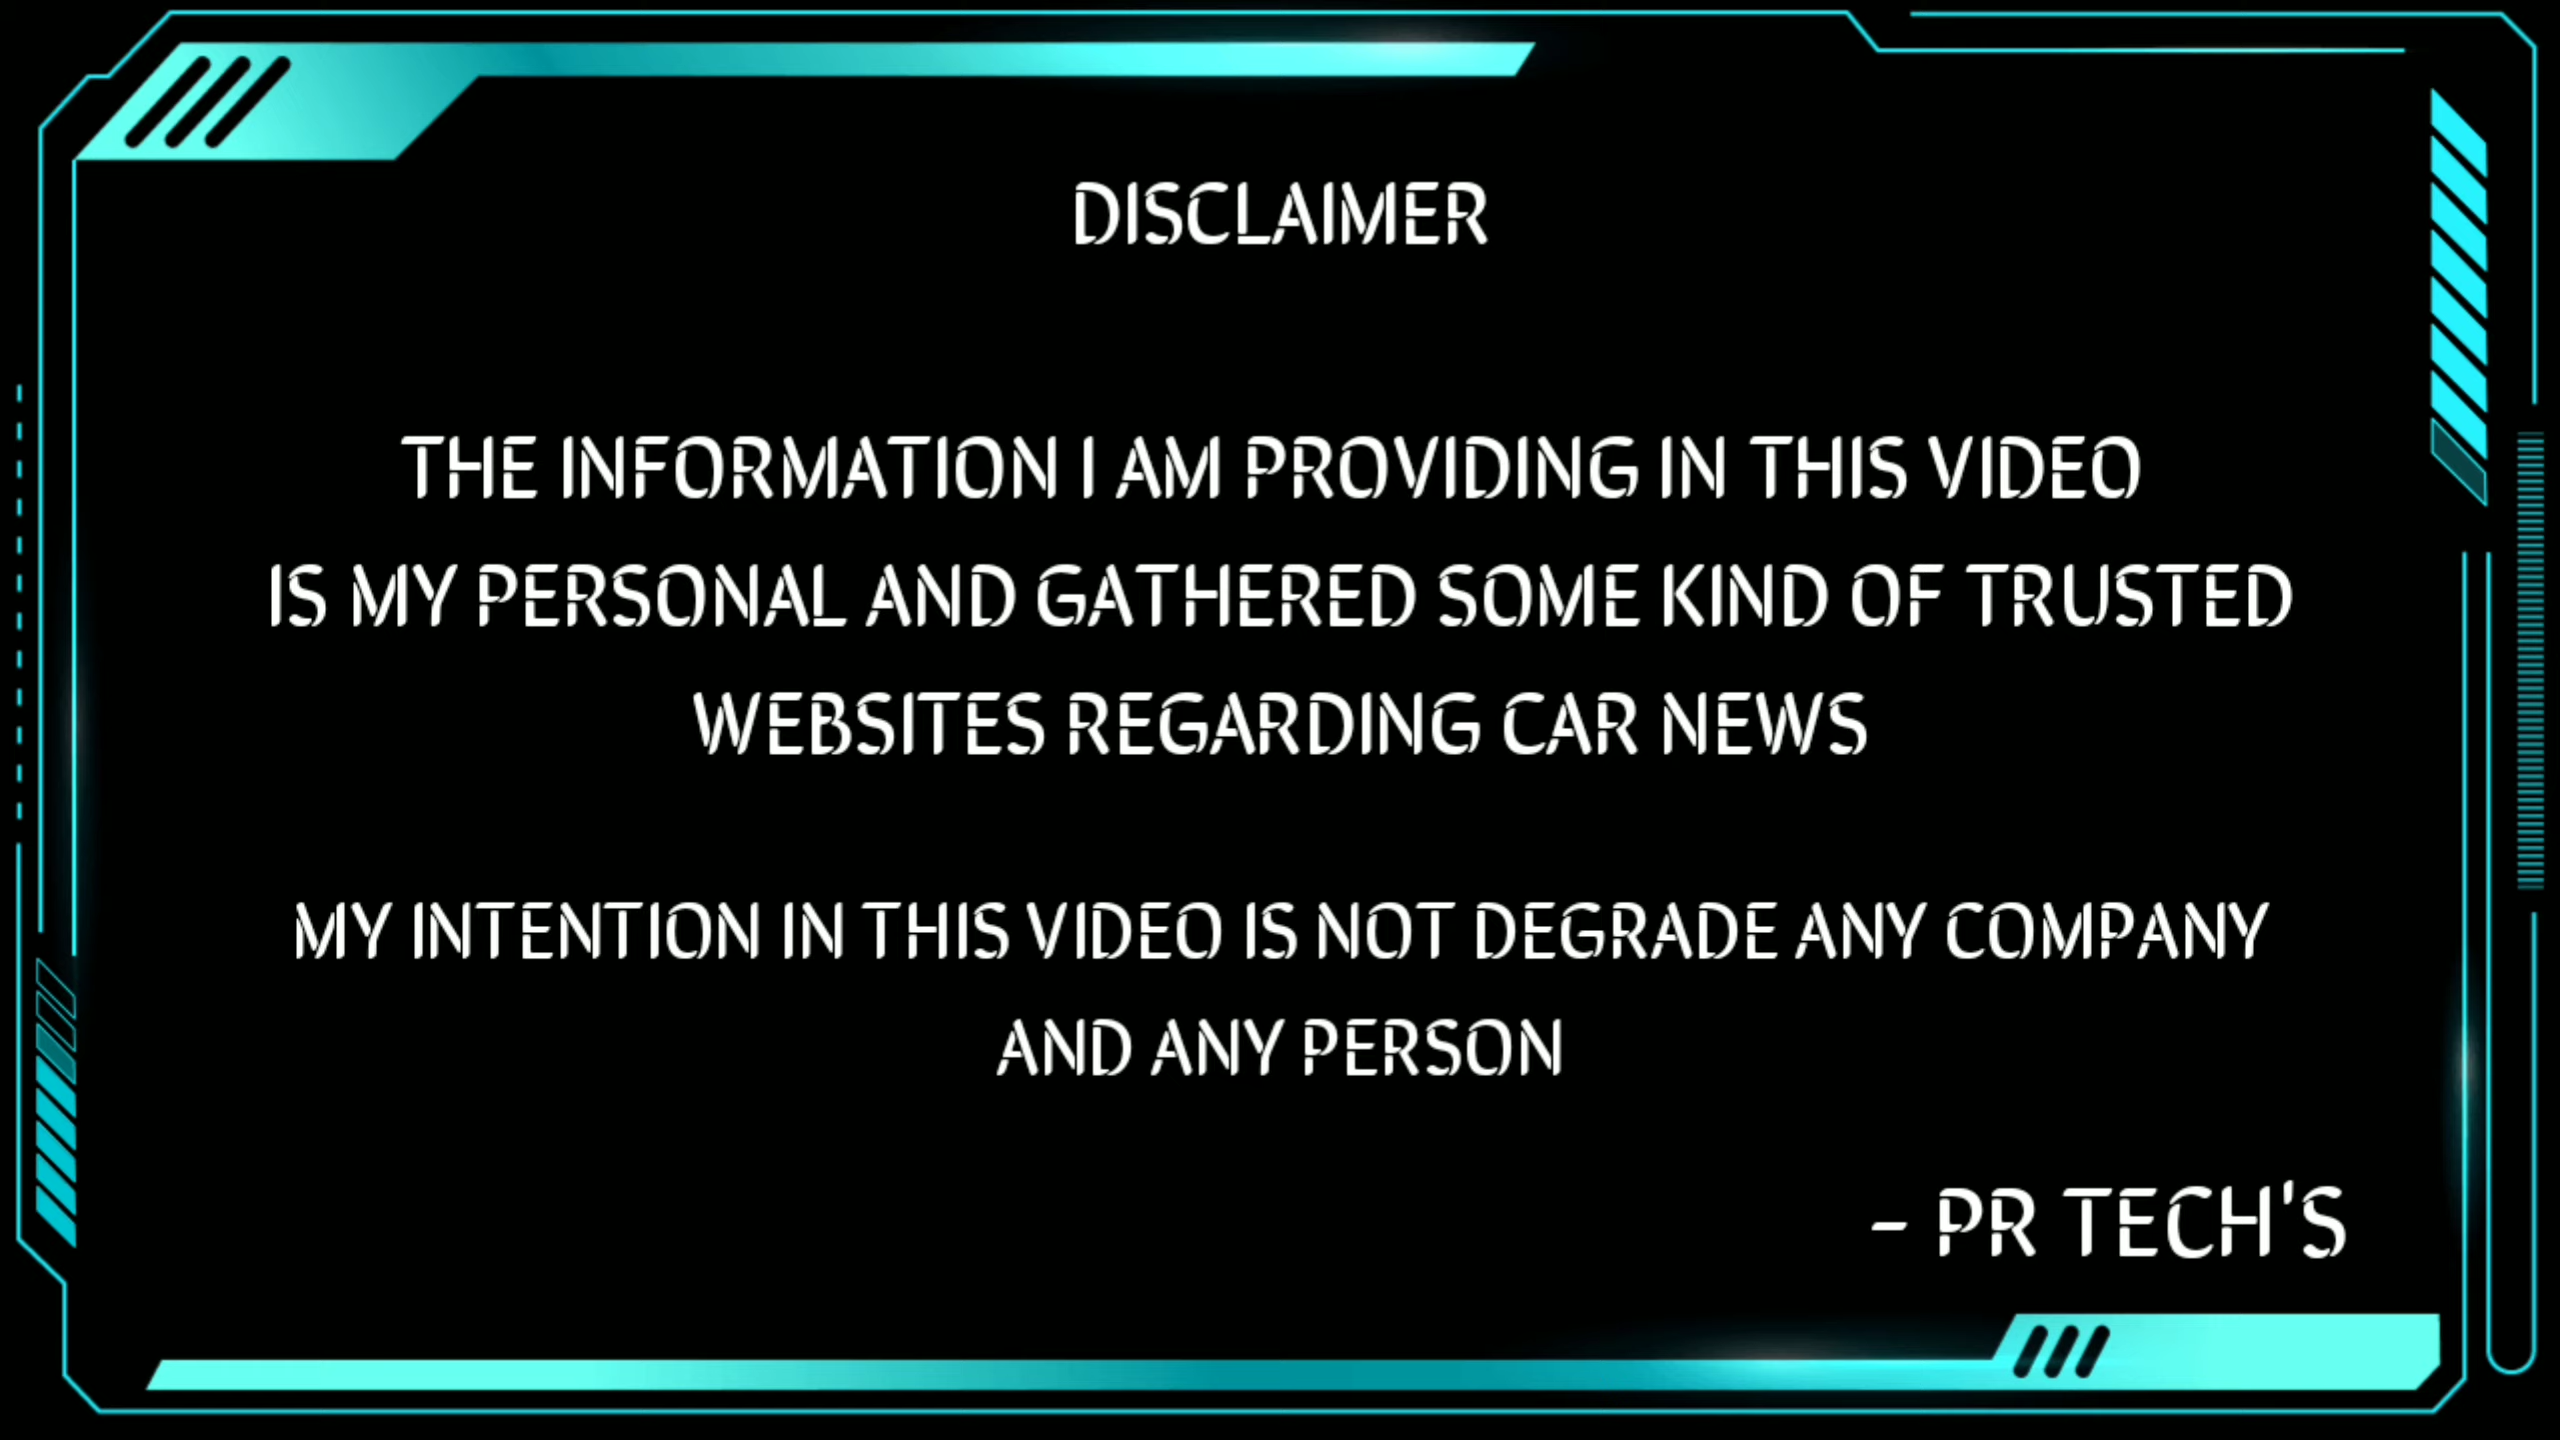 DISCLAIMER
THE INFORMATION I AM PROVIDING IN THIS VIDEO
IS MY PERSONAL AND GATHERED SOME KIND OF TRUSTED
WEBSITES REGARDING CAR NEWS
MY INTENTION IN THIS VIDEO IS NOT DEGRADE ANY COMPANY
AND ANY PERSON
- PR TECH'S